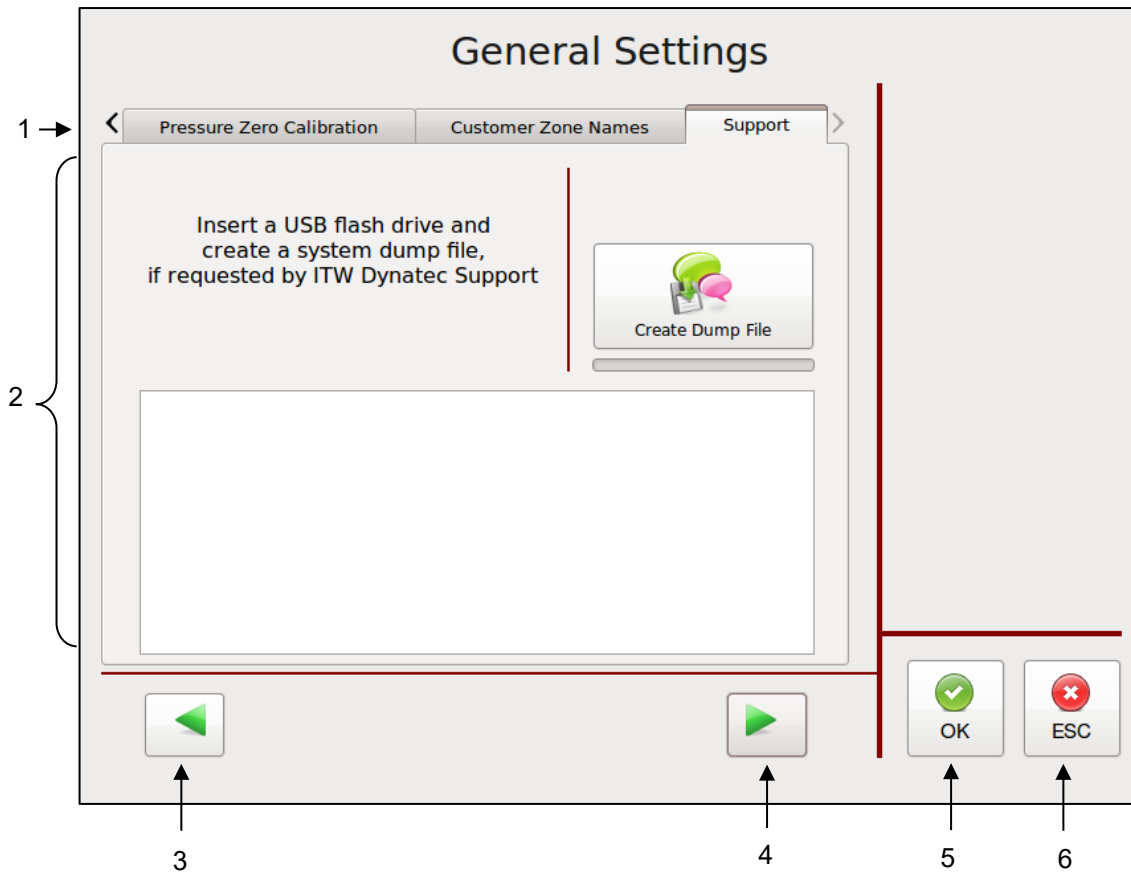 General Settings
1
Pressure Zero Calibration
Customer Zone Names
Support
2
Insert a USB flash drive and
create a system dump file,
if requested by ITW Dynatec Support
Create Dump File
OK
ESC
3
4
5
6